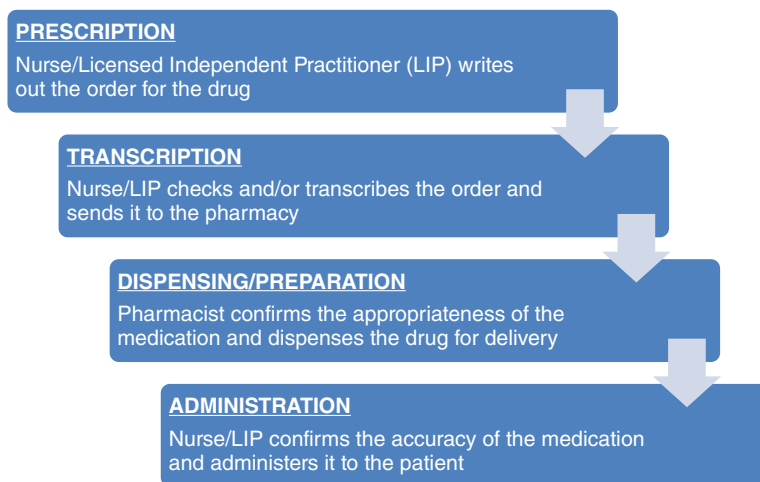 PRESCRIPTION
Nurse/Licensed Independent Practitioner (LIP) writes
out the order for the drug
TRANSCRIPTION
Nurse/LIP checks and/or transcribes the order and
sends it to the pharmacy
DISPENSING/PREPARATION
Pharmacist confirms the appropriateness of the
medication and dispenses the drug for delivery
ADMINISTRATION
Nurse/LIP confirms the accuracy of the medication
and administers it to the patient